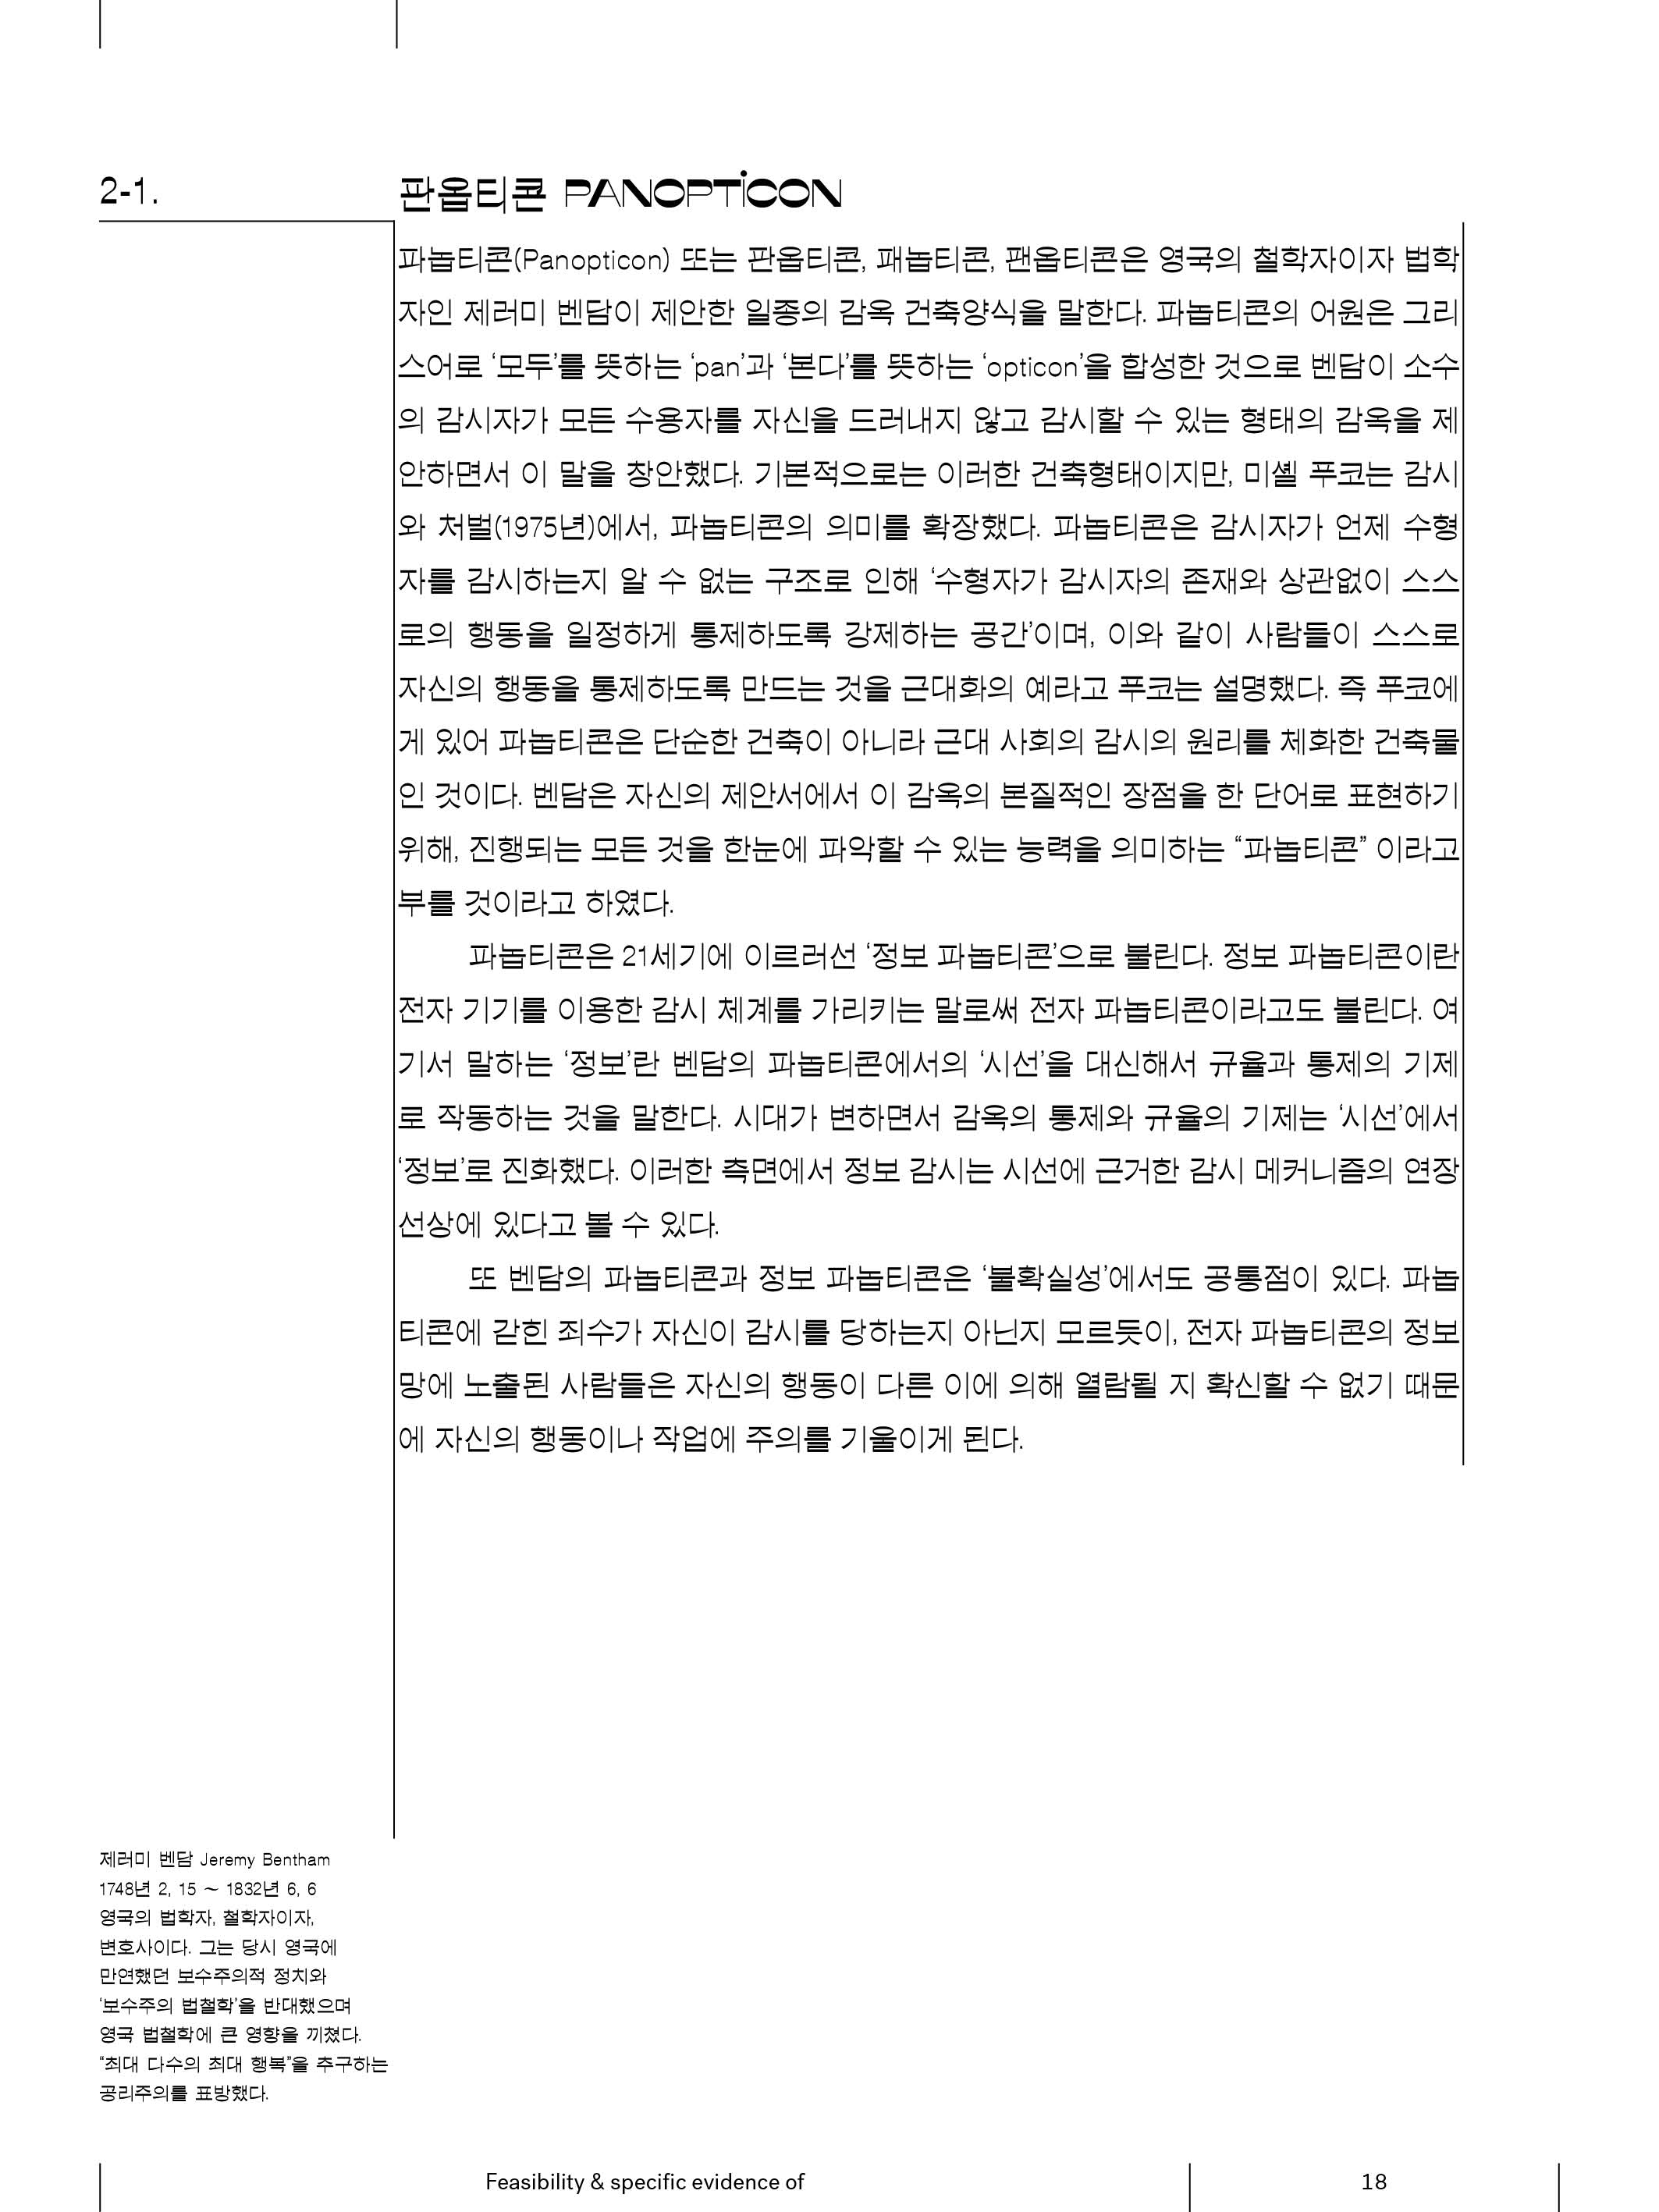 2-1.
판옵티콘 PANOPTiCON
파놉티콘(Panopticon) 또는 판옵티콘, 패놉티콘, 팬옵티콘은 영국의 철학자이자 법학
자인 제러미 벤담이 제안한 일종의 감옥 건축양식을 말한다. 파놉티콘의 어원은 그리
스어로 ‘모두’를 뜻하는 ‘pan’과 ‘본다’를 뜻하는 ‘opticon’을 합성한 것으로 벤담이 소수
의 감시자가 모든 수용자를 자신을 드러내지 않고 감시할 수 있는 형태의 감옥을 제
안하면서 이 말을 창안했다. 기본적으로는 이러한 건축형태이지만, 미셸 푸코는 감시
와 처벌(1975년)에서, 파놉티콘의 의미를 확장했다. 파놉티콘은 감시자가 언제 수형
자를 감시하는지 알 수 없는 구조로 인해 ‘수형자가 감시자의 존재와 상관없이 스스
로의 행동을 일정하게 통제하도록 강제하는 공간’이며, 이와 같이 사람들이 스스로
자신의 행동을 통제하도록 만드는 것을 근대화의 예라고 푸코는 설명했다. 즉 푸코에
게 있어 파놉티콘은 단순한 건축이 아니라 근대 사회의 감시의 원리를 체화한 건축물
인 것이다. 벤담은 자신의 제안서에서 이 감옥의 본질적인 장점을 한 단어로 표현하기
위해, 진행되는 모든 것을 한눈에 파악할 수 있는 능력을 의미하는 “파놉티콘” 이라고
부를 것이라고 하였다.
파놉티콘은 21세기에 이르러선 ‘정보 파놉티콘’으로 불린다. 정보 파놉티콘이란
전자 기기를 이용한 감시 체계를 가리키는 말로써 전자 파놉티콘이라고도 불린다. 여
기서 말하는 ‘정보’란 벤담의 파놉티콘에서의 ‘시선’을 대신해서 규율과 통제의 기제
로 작동하는 것을 말한다. 시대가 변하면서 감옥의 통제와 규율의 기제는 ‘시선’에서
‘정보’로 진화했다. 이러한 측면에서 정보 감시는 시선에 근거한 감시 메커니즘의 연장
선상에 있다고 볼 수 있다.
또 벤담의 파놉티콘과 정보 파놉티콘은 ‘불확실성’에서도 공통점이 있다. 파놉
티콘에 갇힌 죄수가 자신이 감시를 당하는지 아닌지 모르듯이, 전자 파놉티콘의 정보
망에 노출된 사람들은 자신의 행동이 다른 이에 의해 열람될 지 확신할 수 없기 때문
에 자신의 행동이나 작업에 주의를 기울이게 된다.
제러미 벤담 Jeremy Bentham
1748년 2, 15 ~ 1832년 6, 6
영국의 법학자, 철학자이자,
변호사이다. 그는 당시 영국에
만연했던 보수주의적 정치와
‘보수주의 법철학’을 반대했으며
영국 법철학에 큰 영향을 끼쳤다.
“최대 다수의 최대 행복”을 추구하는
공리주의를 표방했다.
Feasibility & specific evidence of
18